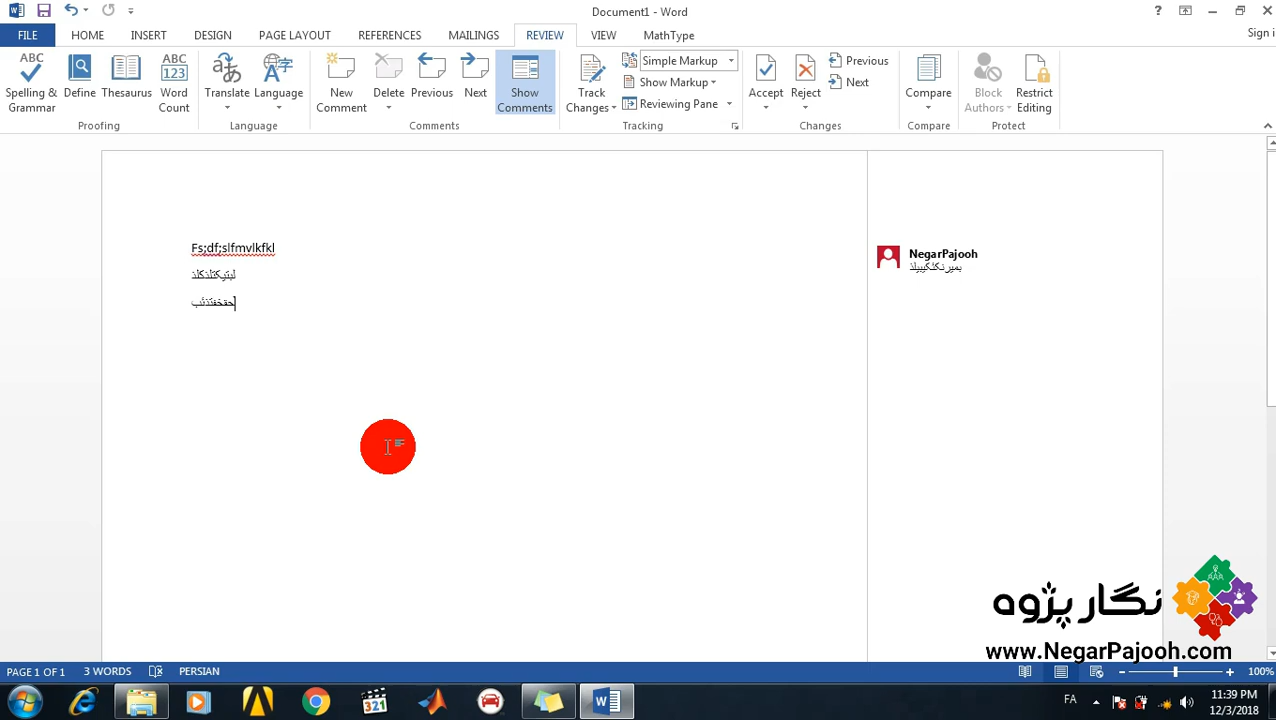 Document1 - Word
?
FILE
HOME
INSERT
DESIGN
PAGE LAYOUT
REFERENCES
MAILINGS
REVIEW
VIEW
MathType
Sign i
ABC
Spelling & Grammar
Define
Thesaurus
ABC
123
Word Count
Translate
Language
New Comment
Delete
Previous
Next
Show Comments
Track Changes
Simple Markup
Show Markup
Reviewing Pane
Accept
Reject
Previous
Next
Compare
Block Authors
Restrict Editing
Proofing
Language
Comments
Tracking
Changes
Compare
Protect
Fs;df;slfmvlkfkl
NegarPajooh
نگار پژوه
www.NegarPajooh.com
PAGE 1 OF 1
3 WORDS
PERSIAN
100%
321
FA
11:39 PM
12/3/2018